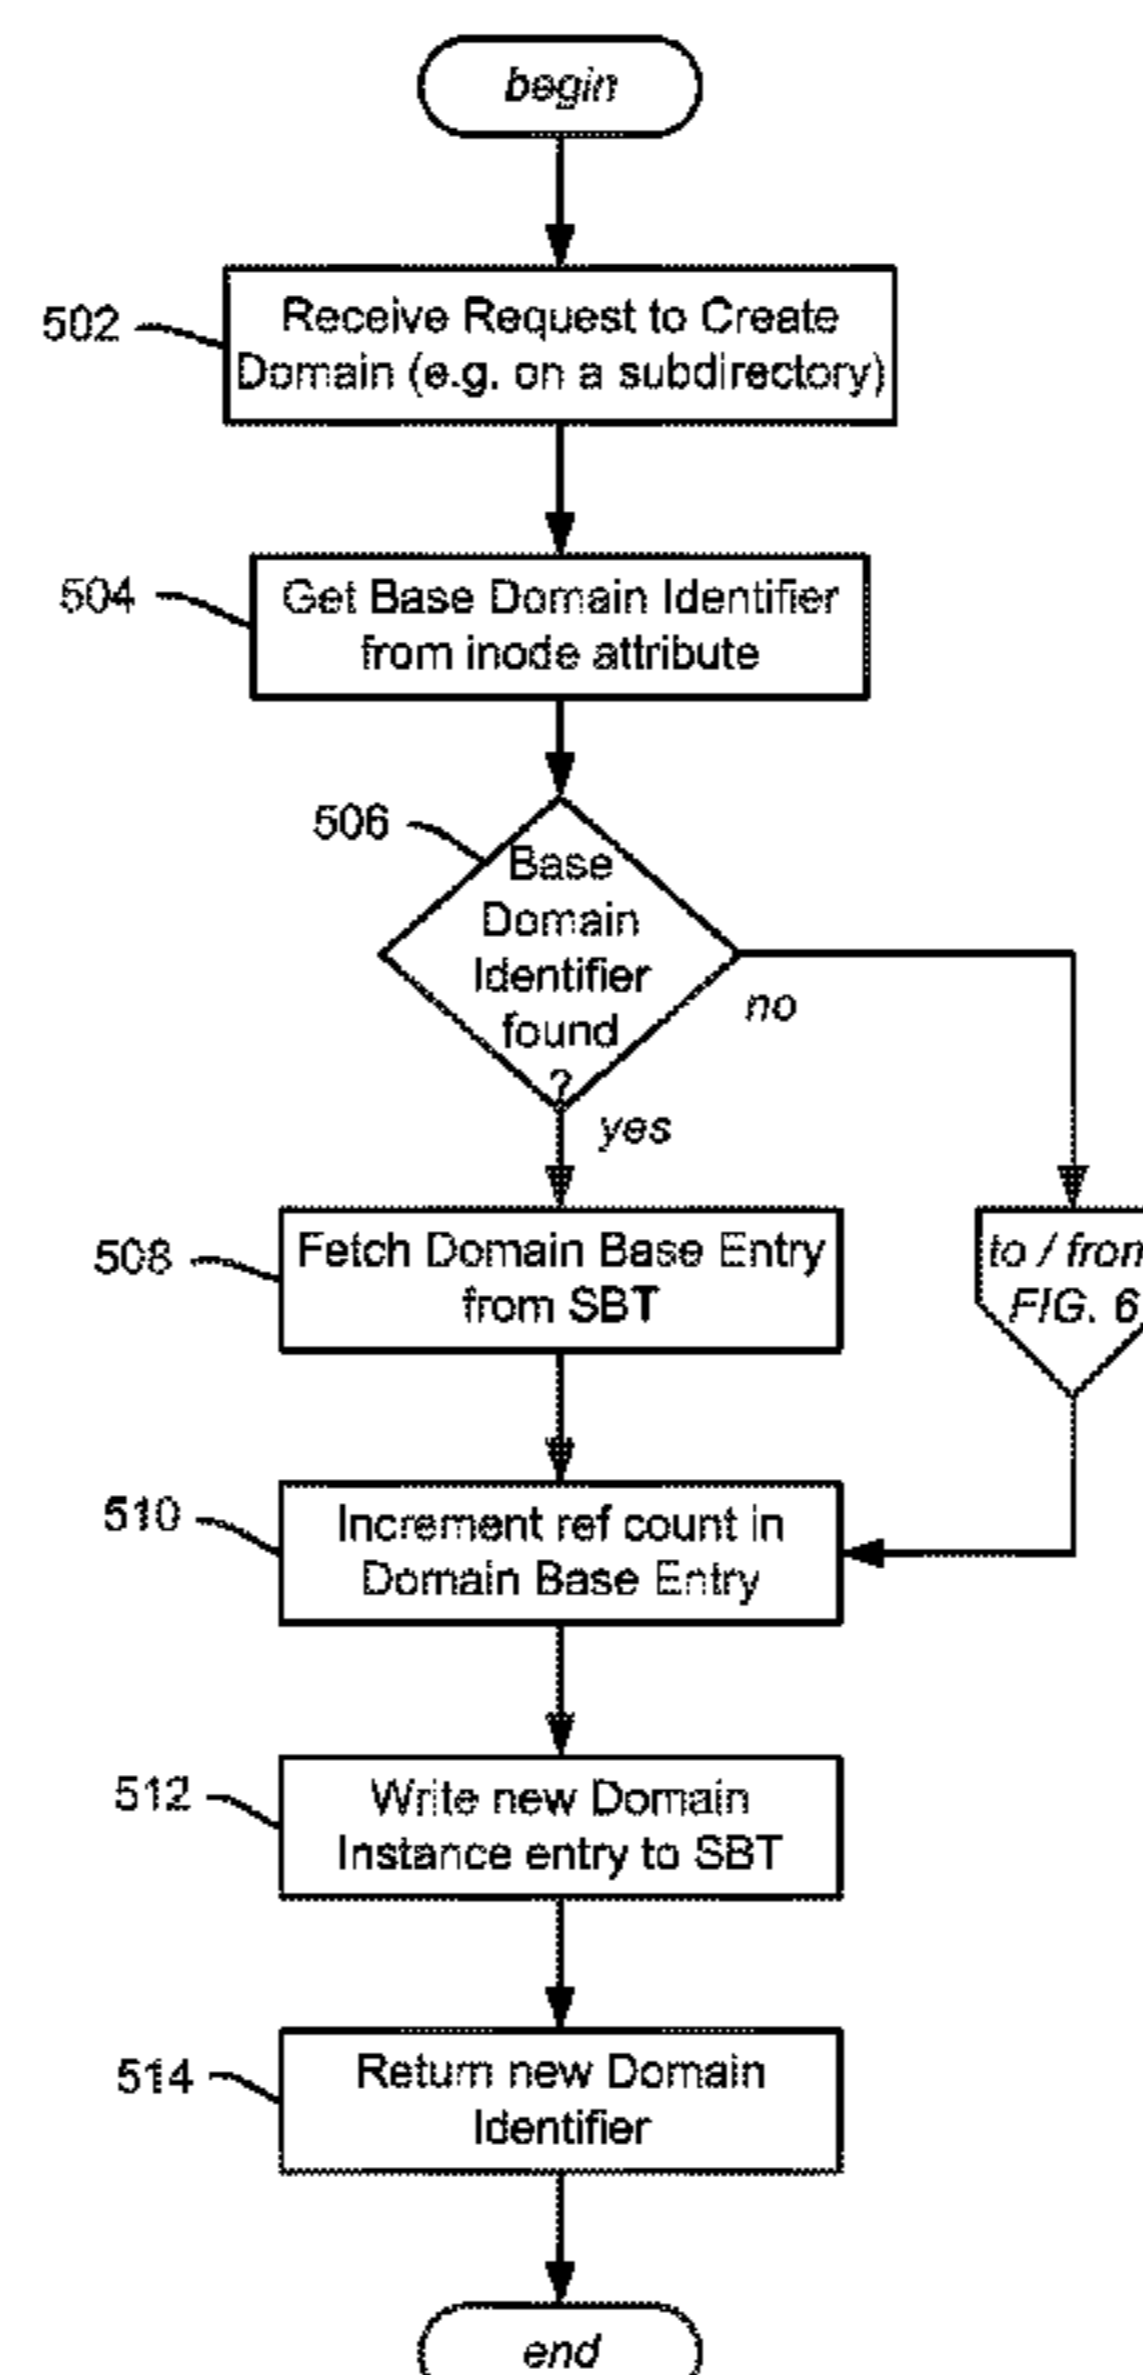 begin
502
Receive Request to Create
Domain (e.g. on a subdirectory)
504
Get Base Domain Identifier
from inode attribute
506
Base
Domain
Identifier
found
?
no
yes
508
Fetch Domain Base Entry
from SBT
to / from
FIG. 6
510
Increment ref count in
Domain Base Entry
512
Write new Domain
Instance entry to SBT
514
Return new Domain
Identifier
end